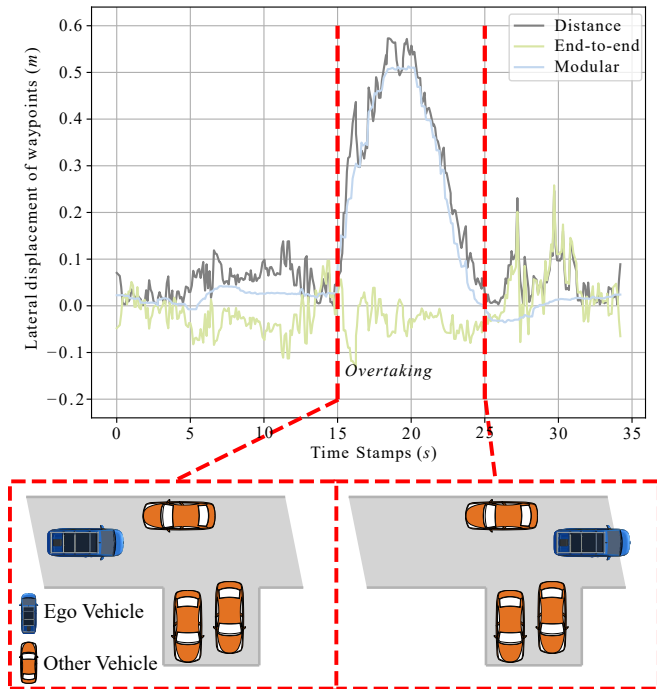 0.6
0.5
0.4
0.3
0.2
0.1
0.0
−0.1
−0.2
Lateral displacement of waypoints (m)
Distance
End-to-end
Modular
Overtaking
0 5 10 15 20 25 30 35
Time Stamps (s)
Ego Vehicle
Other Vehicle